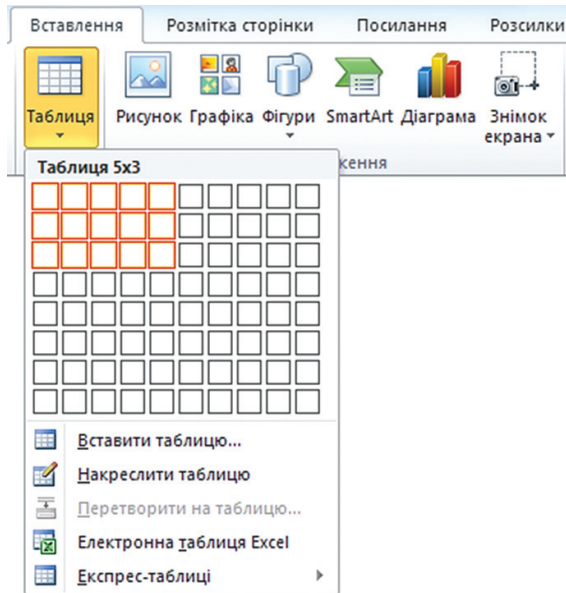 Вставлення Розмітка сторінки Посилання Розсилки
Таблиця Рисунок Графіка Фігури SmartArt Діаграма Знімок екрана
ження
Таблиця 5x3
Вставити таблицю...
Накреслити таблицю
Перетворити на таблицю...
Електронна таблиця Excel
Експрес-таблиці